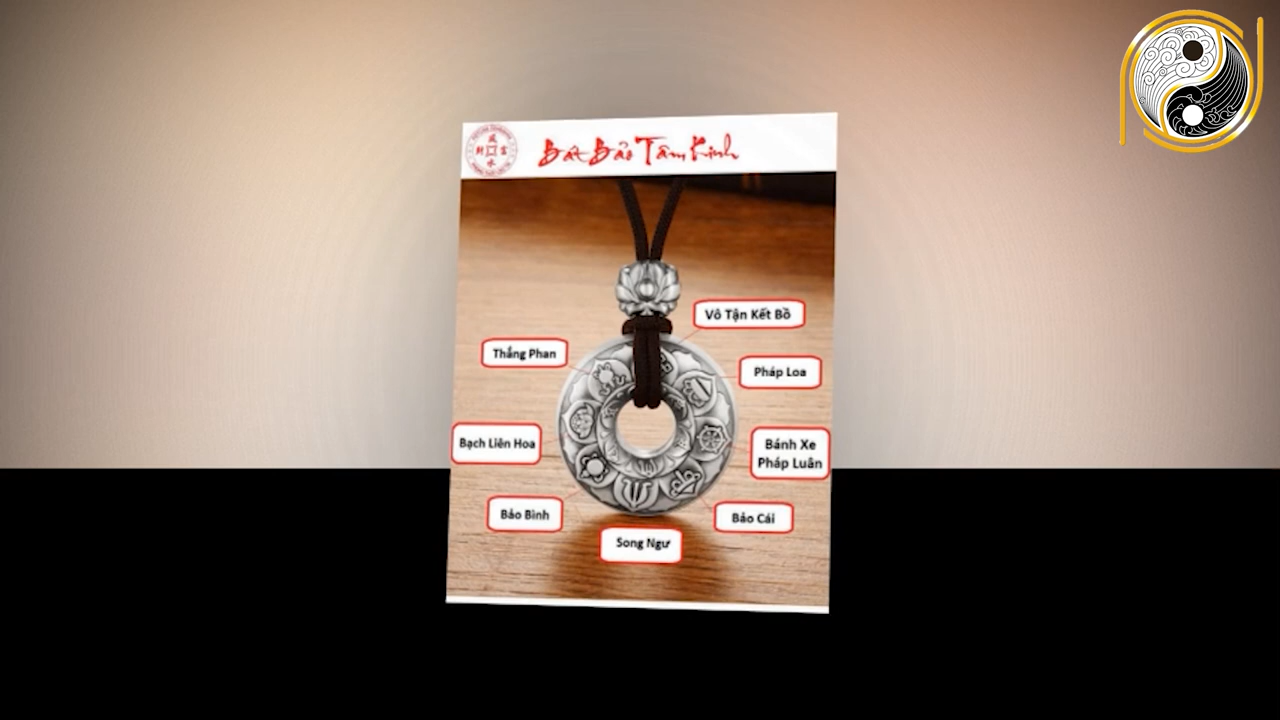 Bát Bảo Tâm Kinh
Vô Tận Kết Bồ
Thắng Phan
Pháp Loa
Bạch Liên Hoa
Bánh Xe
Pháp Luân
Bảo Bình
Bảo Cái
Song Ngư